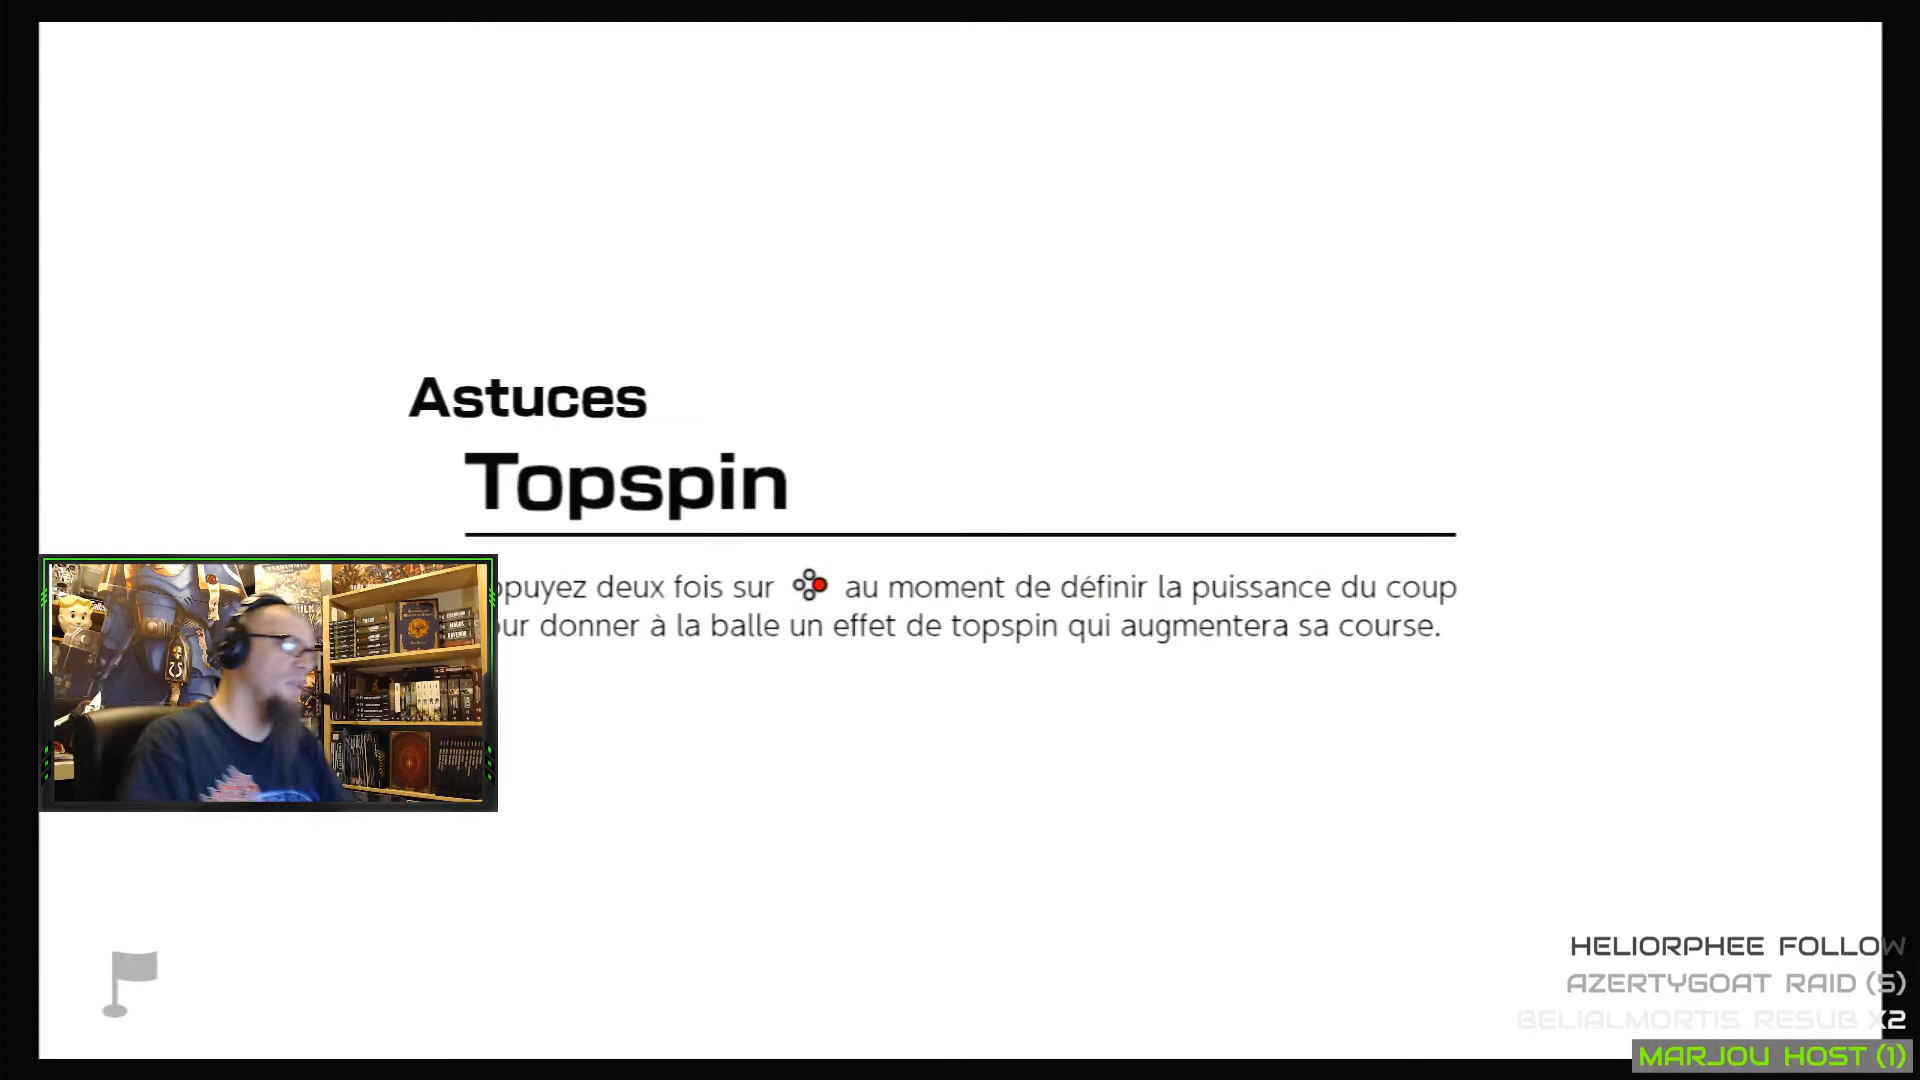 Astuces
Topspin
ppuyez deux fois sur au moment de définir la puissance du coup
our donner à la balle un effet de topspin qui augmentera sa course.
HELIORPHEE FOLLOW
AZERTYGOAT RAID (5)
BELIALMORTIS RESUB X2
MARJOU HOST (1)